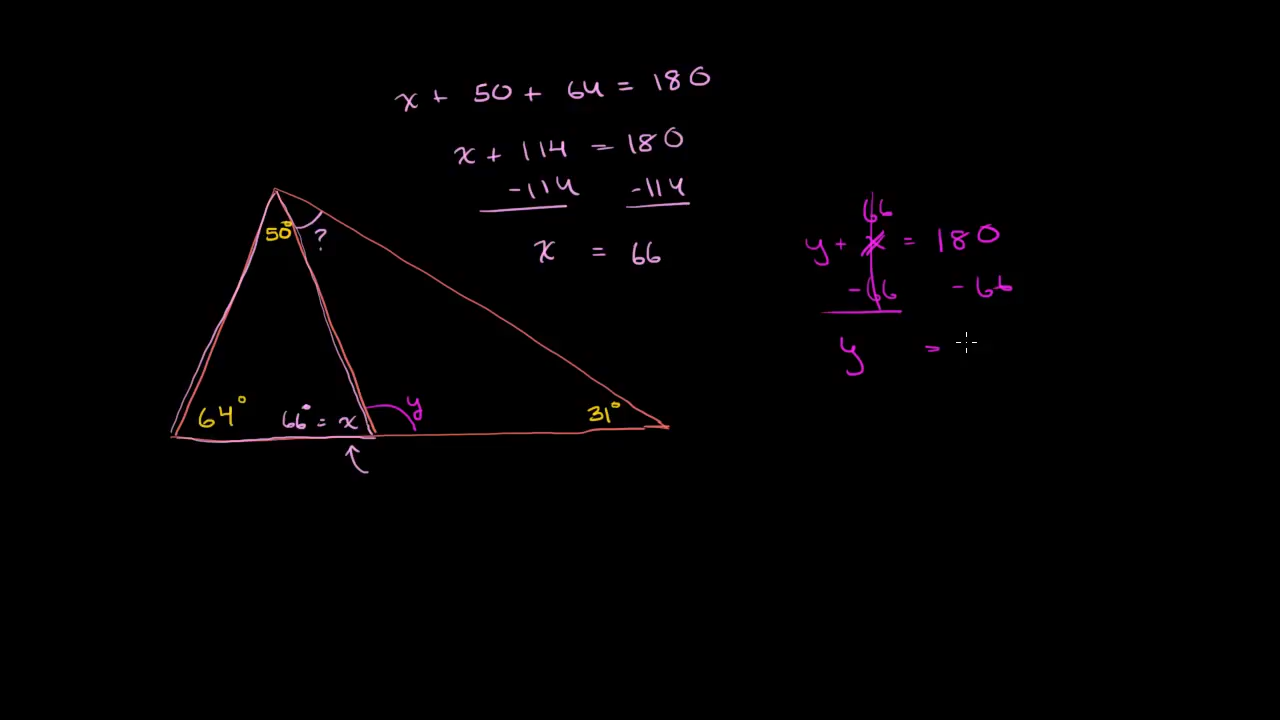 x + 50 + 64 = 180
x + 114 = 180
-114 -114
x = 66
66
y + x = 180
-66 -66
y =
50°
?
64°
66° = x
y
31°